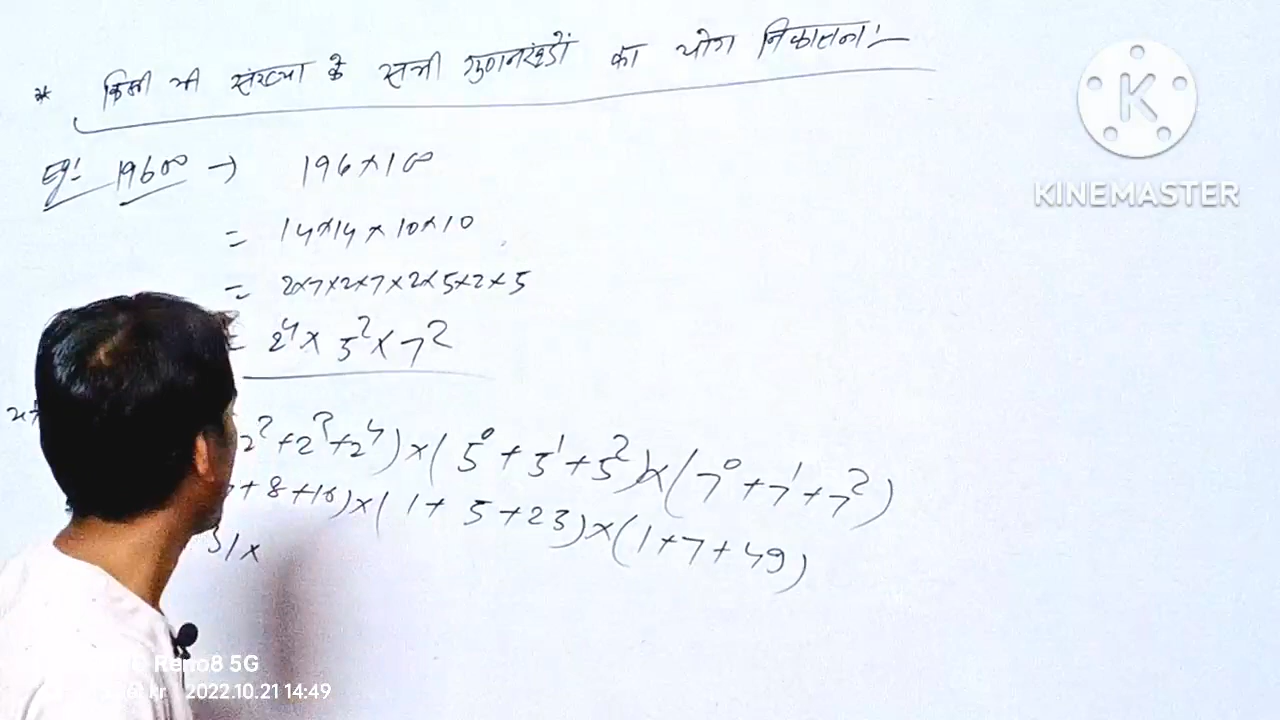 * किसी भी संख्या के सभी गुणनखंडों का योग निकालना:-
Eg:- 19600 → 196×100
= 14×14×10×10
= 2×7×2×7×2×5×2×5
= 2⁴×5²×7²
2²+2³+2⁴)×(5⁰+5¹+5²)×(7⁰+7¹+7²)
+8+16)×(1+5+25)×(1+7+49)
31×
KINEMASTER
Reno8 5G
2022.10.21 14:49